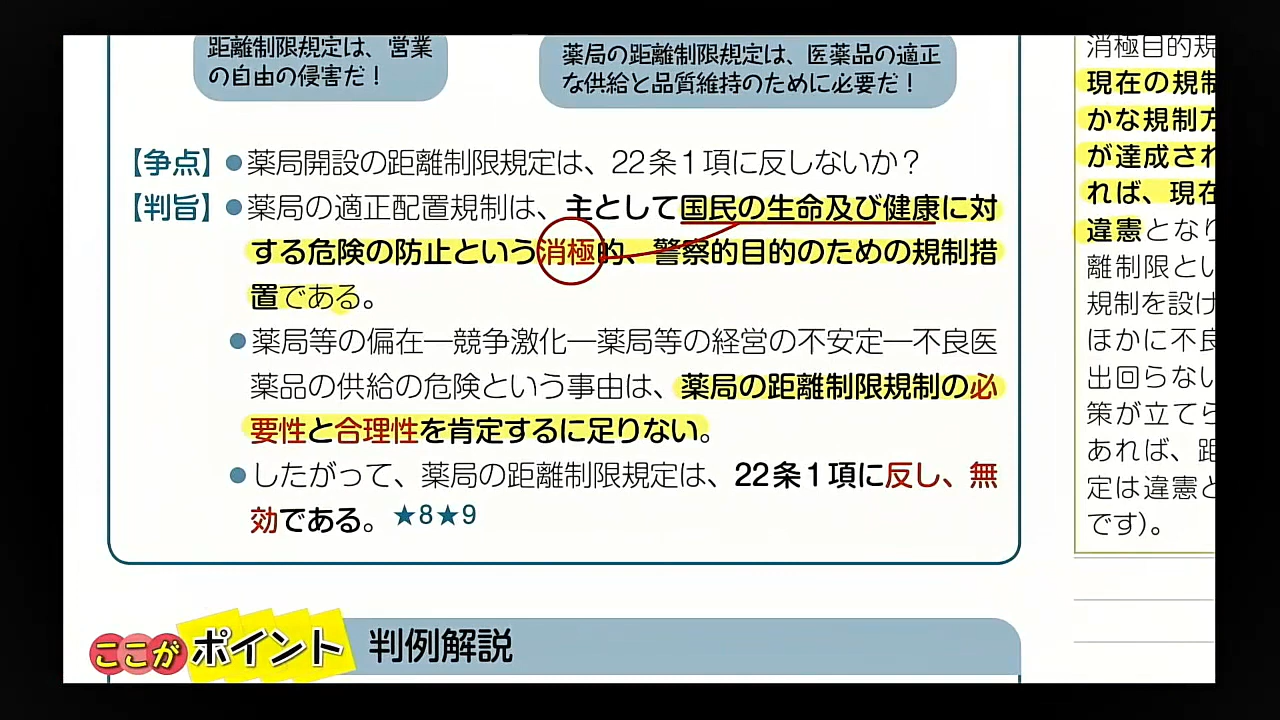 距離制限規定は、営業
の自由の侵害だ！
薬局の距離制限規定は、医薬品の適正
な供給と品質維持のために必要だ！
【争点】●薬局開設の距離制限規定は、22条1項に反しないか？
【判旨】●薬局の適正配置規制は、主として国民の生命及び健康に対
する危険の防止という消極的、警察的目的のための規制措
置である。
●薬局等の偏在―競争激化―薬局等の経営の不安定―不良医
薬品の供給の危険という事由は、薬局の距離制限規制の必
要性と合理性を肯定するに足りない。
●したがって、薬局の距離制限規定は、22条1項に反し、無
効である。★8★9
ここがポイント 判例解説
消極目的規
現在の規制
かな規制方
が達成され
れば、現在
違憲となり
離制限とい
規制を設け
ほかに不良
出回らない
策が立てら
あれば、距
定は違憲と
です)。